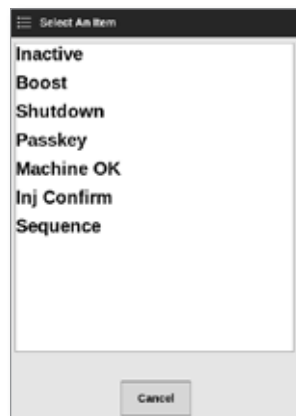 Select An Item
Inactive
Boost
Shutdown
Passkey
Machine OK
Inj Confirm
Sequence
Cancel